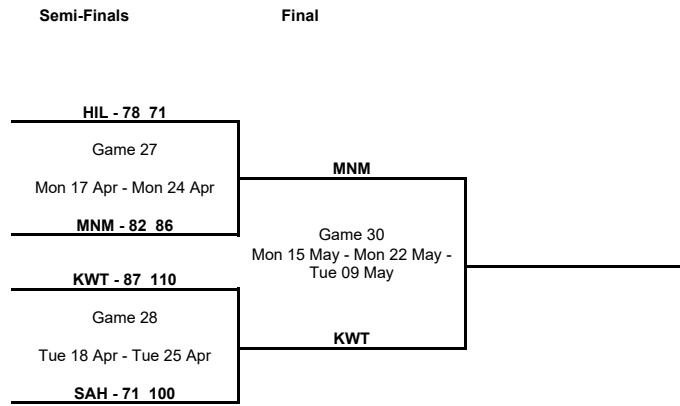 Semi-Finals
Final
HIL - 78 71
Game 27
Mon 17 Apr - Mon 24 Apr
MNM - 82 86
MNM
Game 30
Mon 15 May - Mon 22 May -
Tue 09 May
KWT - 87 110
Game 28
Tue 18 Apr - Tue 25 Apr
SAH - 71 100
KWT